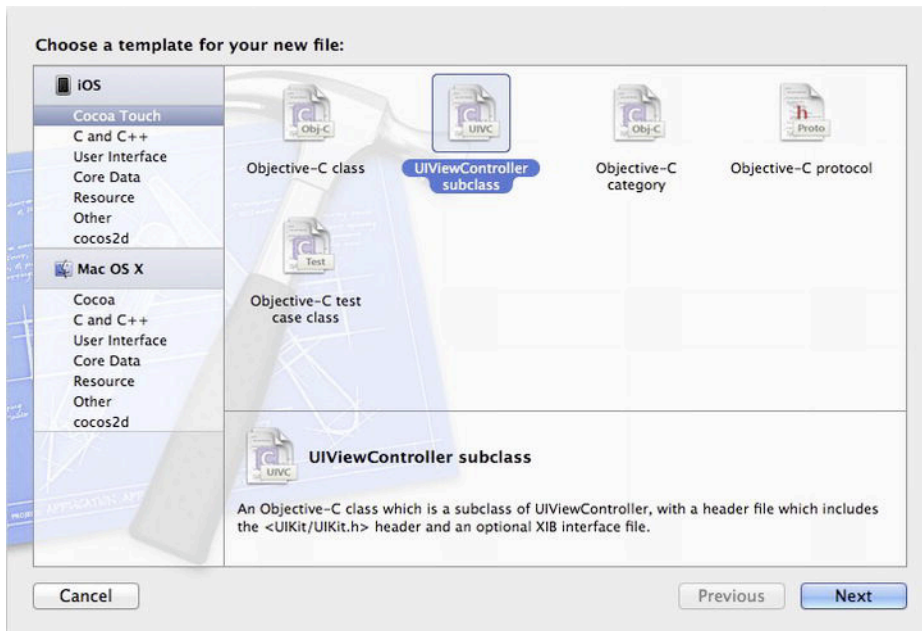 Choose a template for your new file:
iOS
Cocoa Touch
C and C++
User Interface
Core Data
Resource
Other
cocos2d
Mac OS X
Cocoa
C and C++
User Interface
Core Data
Resource
Other
cocos2d
Obj-C
Objective-C class
UIVC
UIViewController
subclass
Obj-C
Objective-C
category
h
Proto
Objective-C protocol
Test
Objective-C test
case class
UIVC
UIViewController subclass
An Objective-C class which is a subclass of UIViewController, with a header file which includes
the <UIKit/UIKit.h> header and an optional XIB interface file.
Cancel
Previous
Next